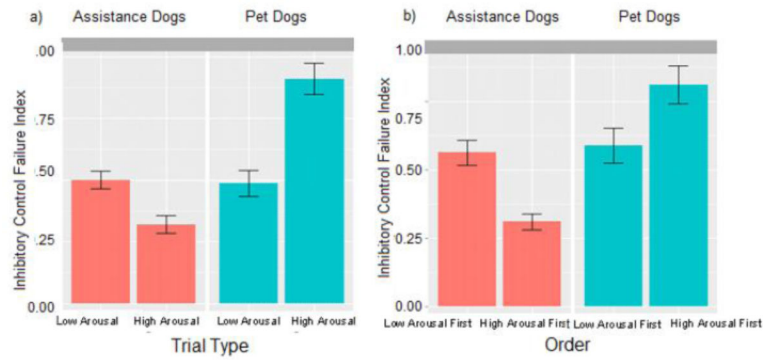 a) Assistance Dogs Pet Dogs
Inhibitory Control Failure Index
.00
.75
.50
.25
0.00
Low Arousal High Arousal Low Arousal High Arousal
Trial Type
b) Assistance Dogs Pet Dogs
Inhibitory Control Failure Index
1.00
0.75
0.50
0.25
0.00
Low Arousal First High Arousal First Low Arousal First High Arousal First
Order